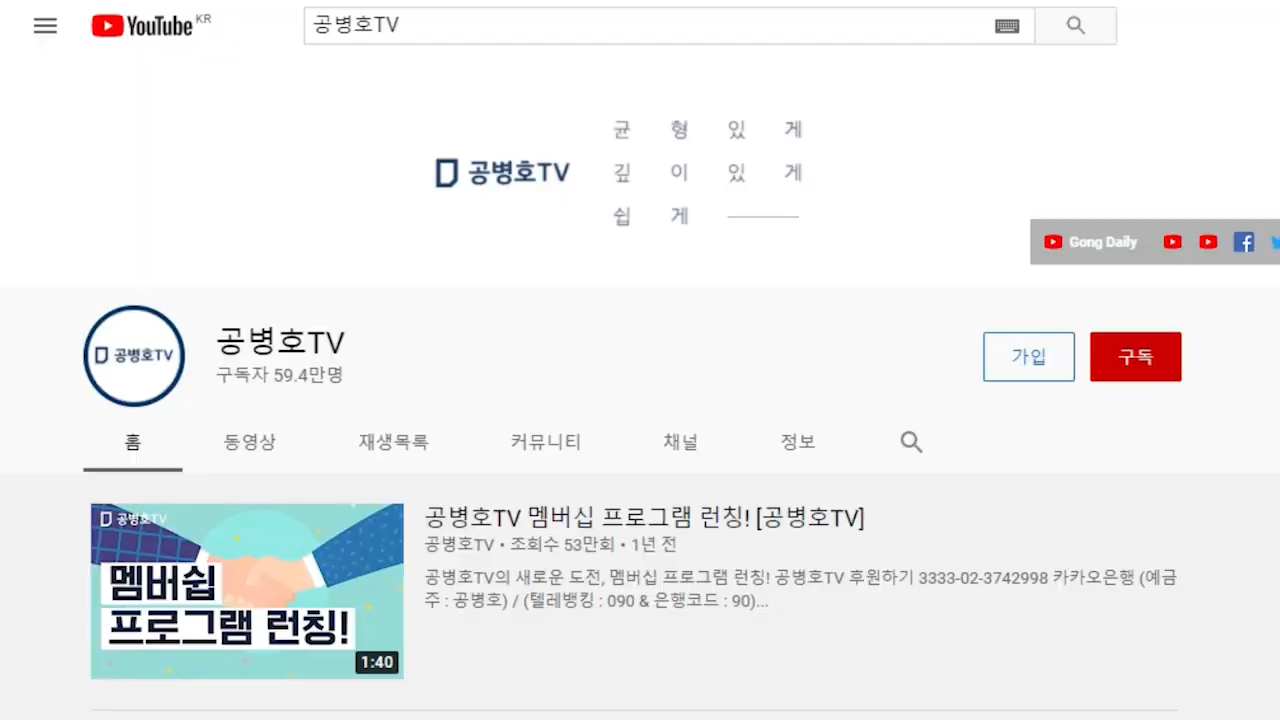 YouTube KR
공병호TV
공병호TV
균 형 있 게
깊 이 있 게
쉽 게
Gong Daily
공병호TV
공병호TV
구독자 59.4만명
가입
구독
홈 동영상 재생목록 커뮤니티 채널 정보
공병호TV
멤버쉽
프로그램 런칭!
1:40
공병호TV 멤버십 프로그램 런칭! [공병호TV]
공병호TV • 조회수 53만회 • 1년 전
공병호TV의 새로운 도전, 멤버십 프로그램 런칭! 공병호TV 후원하기 3333-02-3742998 카카오은행 (예금
주 : 공병호) / (텔레뱅킹 : 090 & 은행코드 : 90)...